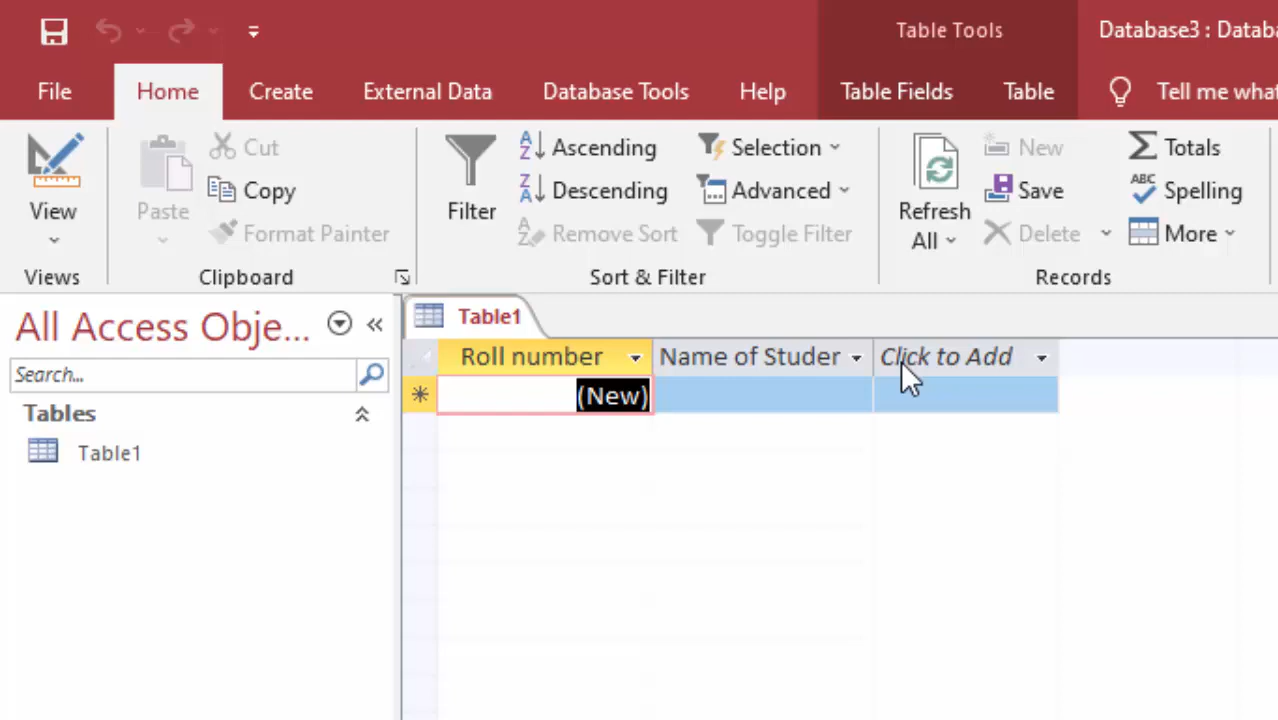 Table Tools
Database3 : Databa
File Home Create External Data Database Tools Help Table Fields Table Tell me what
View
Views
Paste
Cut
Copy
Format Painter
Clipboard
Filter
Ascending
Descending
Remove Sort
Selection
Advanced
Toggle Filter
Sort & Filter
Refresh
All
New
Save
Delete
Totals
Spelling
More
Records
All Access Obje...
Search...
Tables
Table1
Table1
Roll number Name of Studer Click to Add
(New)